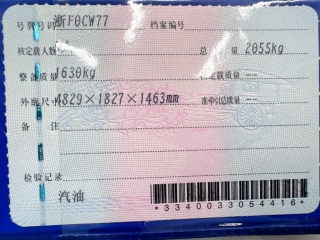 号牌号码 浙F0CW77 档案编号
核定载人数 总 质 量 2055kg
整备质量 1630kg 核定载质量 --
外廓尺寸 4829×1827×1463mm 准牵引总质量 --
备 注
检验记录
汽油
*3340033054416*